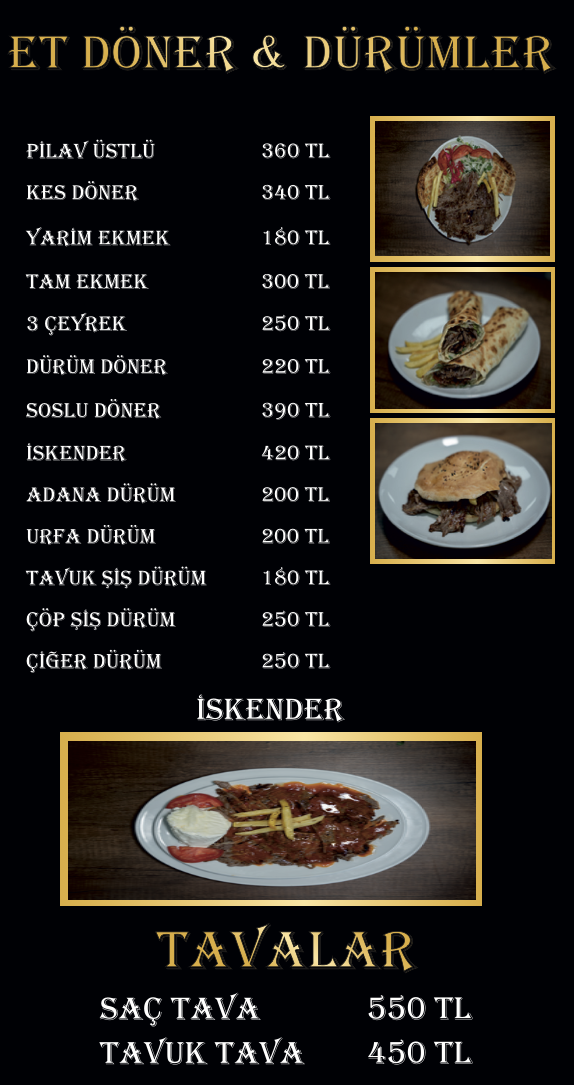 ET DÖNER & DÜRÜMLER
PİLAV ÜSTLÜ 360 TL
KES DÖNER 340 TL
YARİM EKMEK 180 TL
TAM EKMEK 300 TL
3 ÇEYREK 250 TL
DÜRÜM DÖNER 220 TL
SOSLU DÖNER 390 TL
İSKENDER 420 TL
ADANA DÜRÜM 200 TL
URFA DÜRÜM 200 TL
TAVUK ŞİŞ DÜRÜM 180 TL
ÇÖP ŞİŞ DÜRÜM 250 TL
ÇİĞER DÜRÜM 250 TL
İSKENDER
TAVALAR
SAÇ TAVA 550 TL
TAVUK TAVA 450 TL